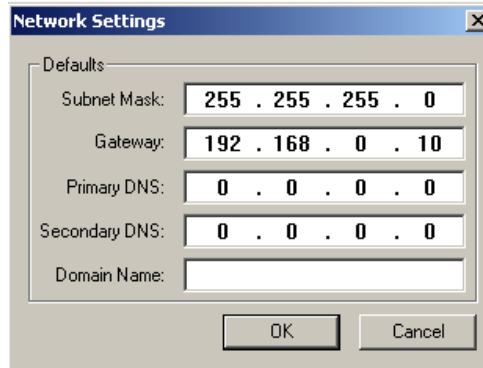 Network Settings
Defaults
Subnet Mask: 255 . 255 . 255 . 0
Gateway: 192 . 168 . 0 . 10
Primary DNS: 0 . 0 . 0 . 0
Secondary DNS: 0 . 0 . 0 . 0
Domain Name:
OK Cancel